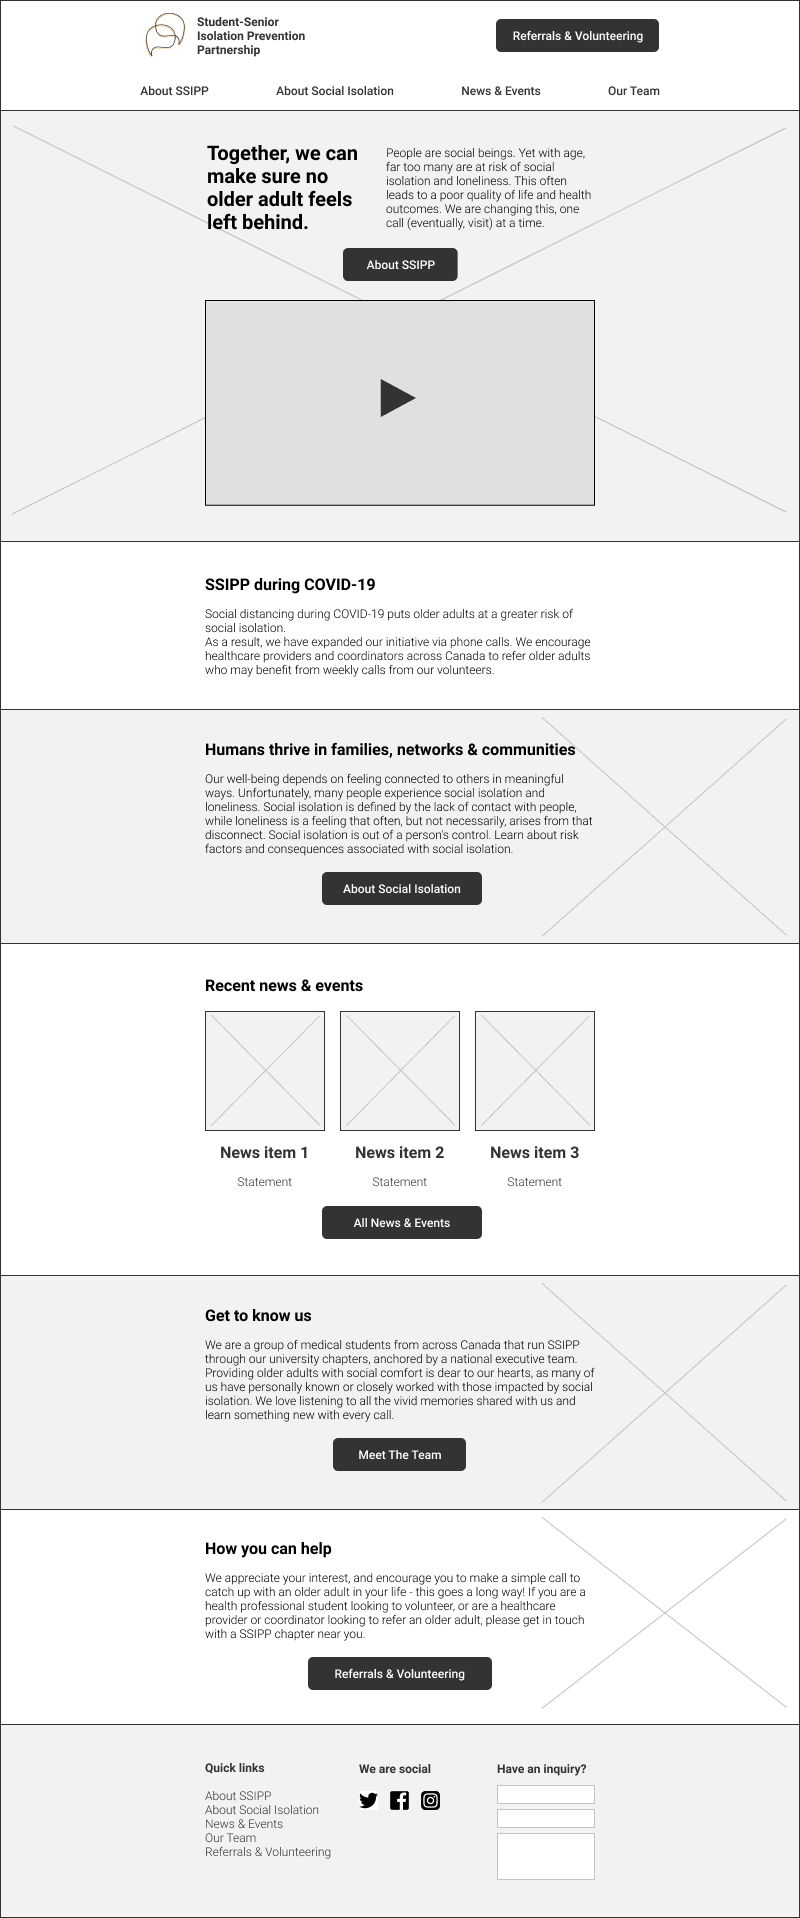 Student-Senior
Isolation Prevention
Partnership
Referrals & Volunteering
About SSIPP
About Social Isolation
News & Events
Our Team
Together, we can
make sure no
older adult feels
left behind.
People are social beings. Yet with age,
far too many are at risk of social
isolation and loneliness. This often
leads to a poor quality of life and health
outcomes. We are changing this, one
call (eventually, visit) at a time.
About SSIPP
SSIPP during COVID-19
Social distancing during COVID-19 puts older adults at a greater risk of
social isolation.
As a result, we have expanded our initiative via phone calls. We encourage
healthcare providers and coordinators across Canada to refer older adults
who may benefit from weekly calls from our volunteers.
Humans thrive in families, networks & communities
Our well-being depends on feeling connected to others in meaningful
ways. Unfortunately, many people experience social isolation and
loneliness. Social isolation is defined by the lack of contact with people,
while loneliness is a feeling that often, but not necessarily, arises from that
disconnect. Social isolation is out of a person's control. Learn about risk
factors and consequences associated with social isolation.
About Social Isolation
Recent news & events
News item 1
Statement
News item 2
Statement
News item 3
Statement
All News & Events
Get to know us
We are a group of medical students from across Canada that run SSIPP
through our university chapters, anchored by a national executive team.
Providing older adults with social comfort is dear to our hearts, as many of
us have personally known or closely worked with those impacted by social
isolation. We love listening to all the vivid memories shared with us and
learn something new with every call.
Meet The Team
How you can help
We appreciate your interest, and encourage you to make a simple call to
catch up with an older adult in your life - this goes a long way! If you are a
health professional student looking to volunteer, or are a healthcare
provider or coordinator looking to refer an older adult, please get in touch
with a SSIPP chapter near you.
Referrals & Volunteering
Quick links
About SSIPP
About Social Isolation
News & Events
Our Team
Referrals & Volunteering
We are social
Have an inquiry?